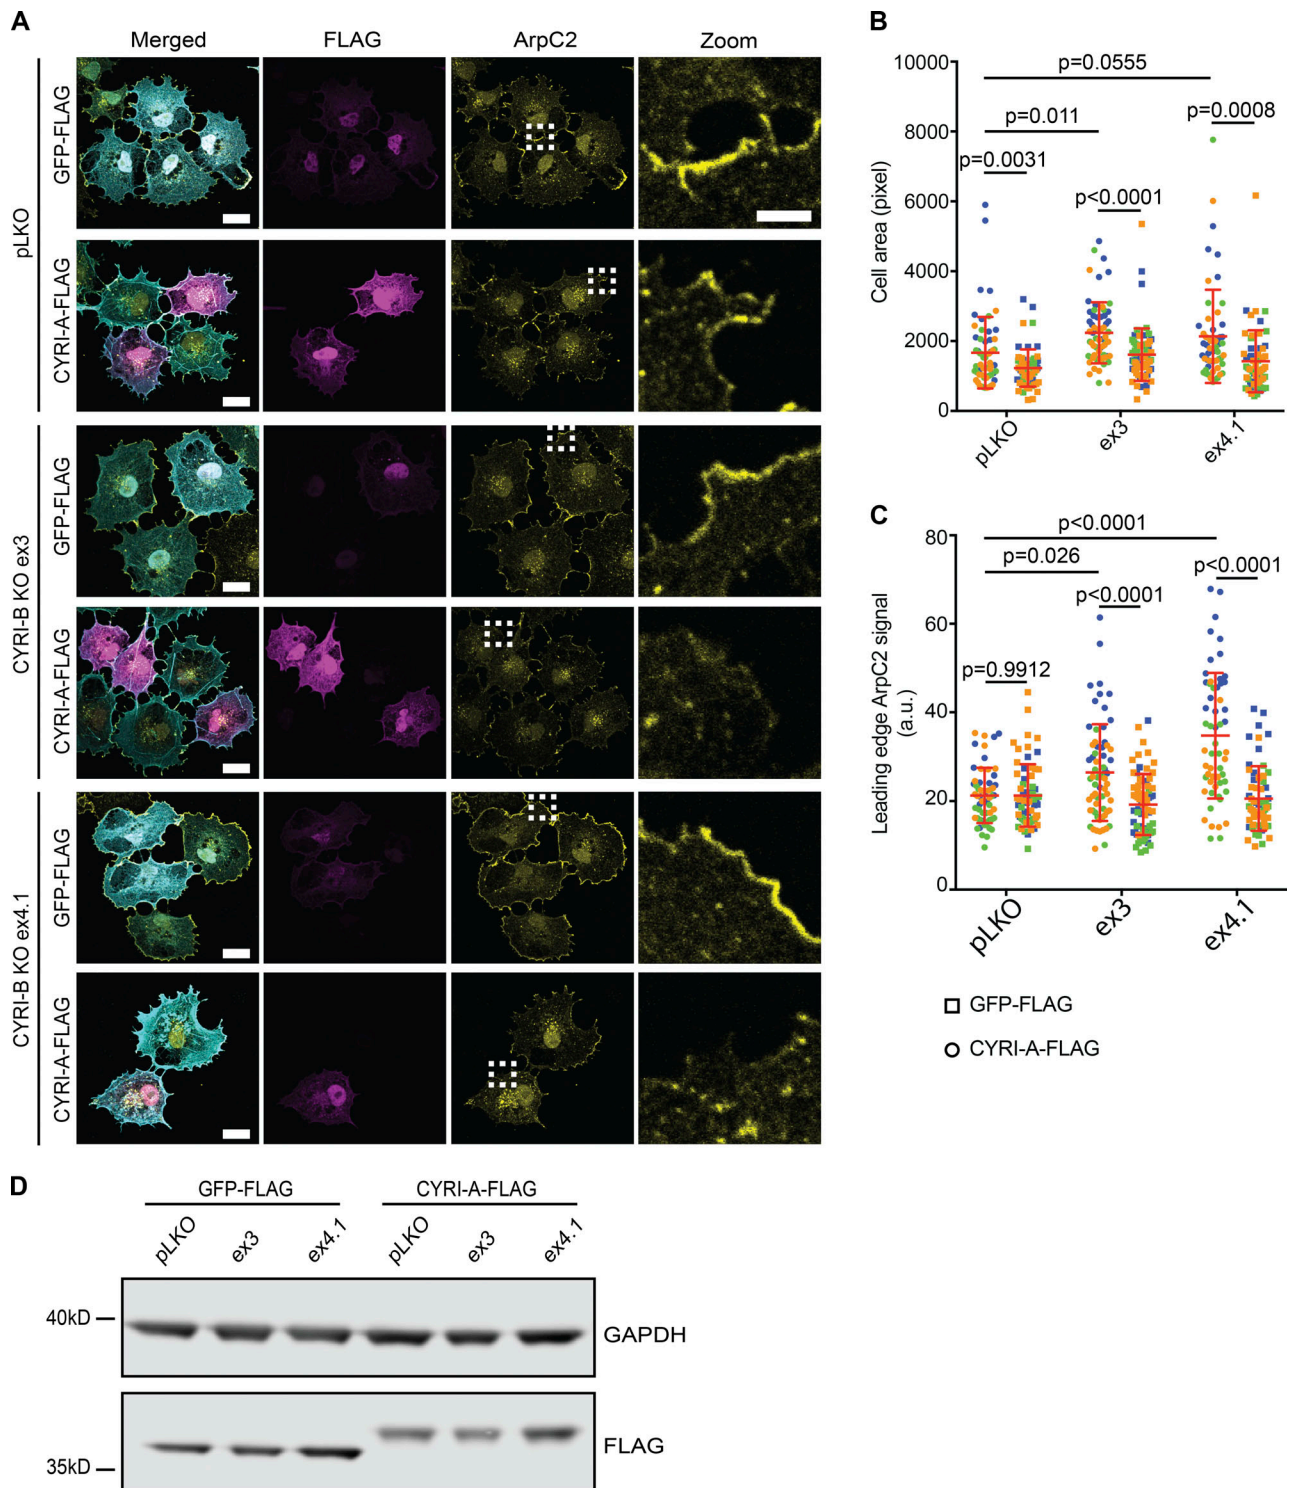 A
Merged
FLAG
ArpC2
Zoom
pLKO
GFP-FLAG
CYRI-A-FLAG
CYRI-B KO ex3
GFP-FLAG
CYRI-A-FLAG
CYRI-B KO ex4.1
GFP-FLAG
CYRI-A-FLAG
B
Cell area (pixel)
10000
8000
6000
4000
2000
0
p=0.0555
p=0.011
p=0.0008
p=0.0031
p<0.0001
pLKO
ex3
ex4.1
C
Leading edge ArpC2 signal
(a.u.)
80
60
40
20
0
p<0.0001
p=0.026
p<0.0001
p<0.0001
p=0.9912
pLKO
ex3
ex4.1
GFP-FLAG
CYRI-A-FLAG
D
GFP-FLAG
CYRI-A-FLAG
pLKO
ex3
ex4.1
pLKO
ex3
ex4.1
40kD
GAPDH
FLAG
35kD